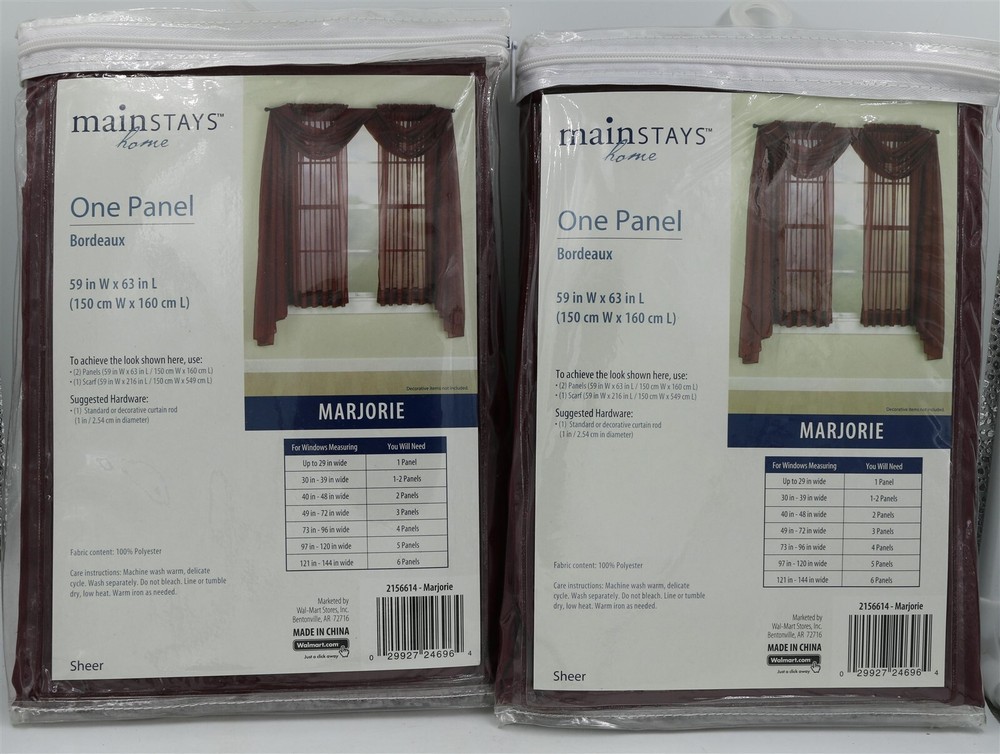 mainSTAYS™
home
One Panel
Bordeaux
59 in W x 63 in L
(150 cm W x 160 cm L)
To achieve the look shown here, use:
• (2) Panels (59 in W x 63 in L / 150 cm W x 160 cm L)
• (1) Scarf (59 in W x 216 in L / 150 cm W x 549 cm L)
Suggested Hardware:
• (1) Standard or decorative curtain rod
(1 in / 2.54 cm in diameter)
Fabric content: 100% Polyester
Care instructions: Machine wash warm, delicate
cycle. Wash separately. Do not bleach. Line or tumble
dry, low heat. Warm iron as needed.
Sheer
Decorative items not included
MARJORIE
For Windows Measuring You Will Need
Up to 29 in wide 1 Panel
30 in - 39 in wide 1-2 Panels
40 in - 48 in wide 2 Panels
49 in - 72 in wide 3 Panels
73 in - 96 in wide 4 Panels
97 in - 120 in wide 5 Panels
121 in - 144 in wide 6 Panels
Marketed by
Wal-Mart Stores, Inc.
Bentonville, AR 72716
MADE IN CHINA
Walmart.com
Just a click away
2156614 - Marjorie
0 29927 24696 4
mainSTAYS™
home
One Panel
Bordeaux
59 in W x 63 in L
(150 cm W x 160 cm L)
To achieve the look shown here, use:
• (2) Panels (59 in W x 63 in L / 150 cm W x 160 cm L)
• (1) Scarf (59 in W x 216 in L / 150 cm W x 549 cm L)
Suggested Hardware:
• (1) Standard or decorative curtain rod
(1 in / 2.54 cm in diameter)
Fabric content: 100% Polyester
Care instructions: Machine wash warm, delicate
cycle. Wash separately. Do not bleach. Line or tumble
dry, low heat. Warm iron as needed.
Sheer
Decorative items not included
MARJORIE
For Windows Measuring You Will Need
Up to 29 in wide 1 Panel
30 in - 39 in wide 1-2 Panels
40 in - 48 in wide 2 Panels
49 in - 72 in wide 3 Panels
73 in - 96 in wide 4 Panels
97 in - 120 in wide 5 Panels
121 in - 144 in wide 6 Panels
Marketed by
Wal-Mart Stores, Inc.
Bentonville, AR 72716
MADE IN CHINA
Walmart.com
Just a click away
2156614 - Marjorie
0 29927 24696 4